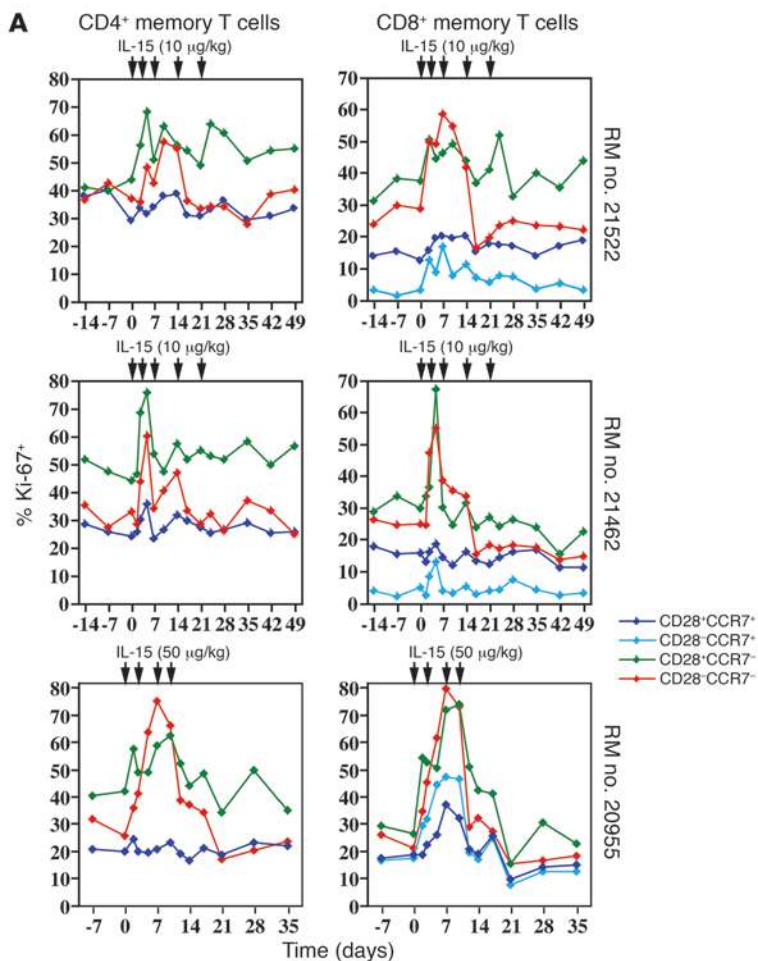 A
CD4⁺ memory T cells
CD8⁺ memory T cells
IL-15 (10 μg/kg)
IL-15 (10 μg/kg)
80
70
60
50
40
30
20
10
0
-14 -7 0 7 14 21 28 35 42 49
70
60
50
40
30
20
10
0
-14 -7 0 7 14 21 28 35 42 49
RM no. 21522
IL-15 (10 μg/kg)
IL-15 (10 μg/kg)
% Ki-67⁺
80
70
60
50
40
30
20
10
0
-14 -7 0 7 14 21 28 35 42 49
70
60
50
40
30
20
10
0
-14 -7 0 7 14 21 28 35 42 49
RM no. 21462
CD28⁺CCR7⁺
CD28⁻CCR7⁺
CD28⁺CCR7⁻
CD28⁻CCR7⁻
IL-15 (50 μg/kg)
IL-15 (50 μg/kg)
80
70
60
50
40
30
20
10
0
-7 0 7 14 21 28 35
80
70
60
50
40
30
20
10
0
-7 0 7 14 21 28 35
RM no. 20955
Time (days)